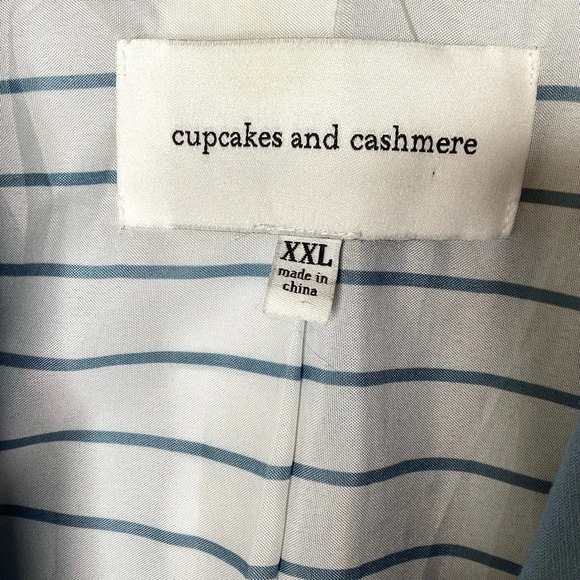 cupcakes and cashmere
XXL
made in
china